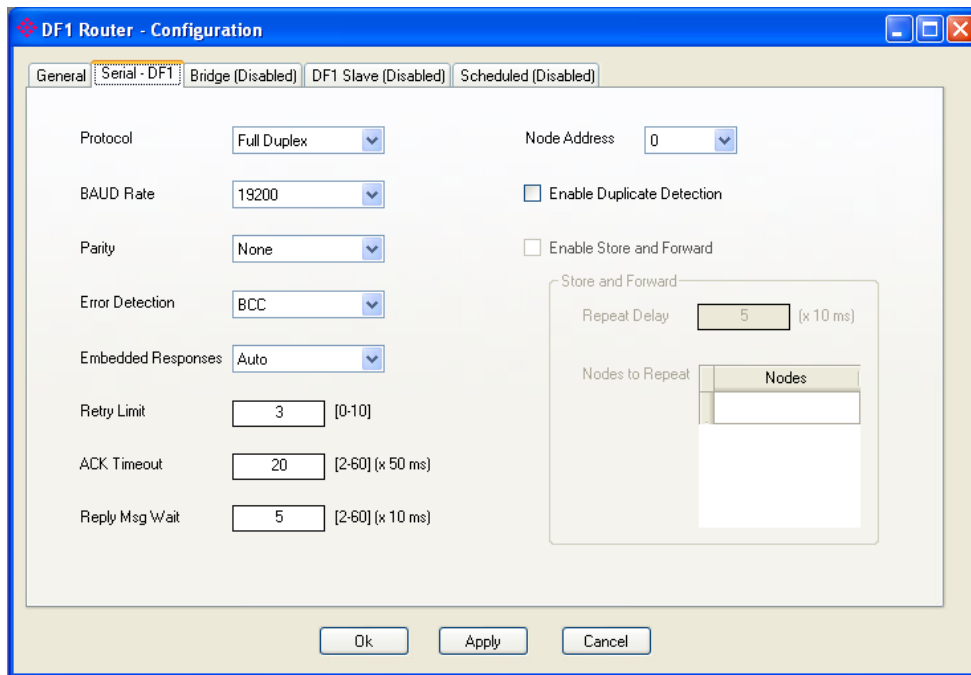 DF1 Router - Configuration
General Serial - DF1 Bridge (Disabled) DF1 Slave (Disabled) Scheduled (Disabled)
Protocol Full Duplex Node Address 0
BAUD Rate 19200 Enable Duplicate Detection
Parity None Enable Store and Forward
Store and Forward
Error Detection BCC Repeat Delay 5 (x 10 ms)
Embedded Responses Auto Nodes to Repeat Nodes
Retry Limit 3 [0-10]
ACK Timeout 20 [2-60] (x 50 ms)
Reply Msg Wait 5 [2-60] (x 10 ms)
Ok Apply Cancel